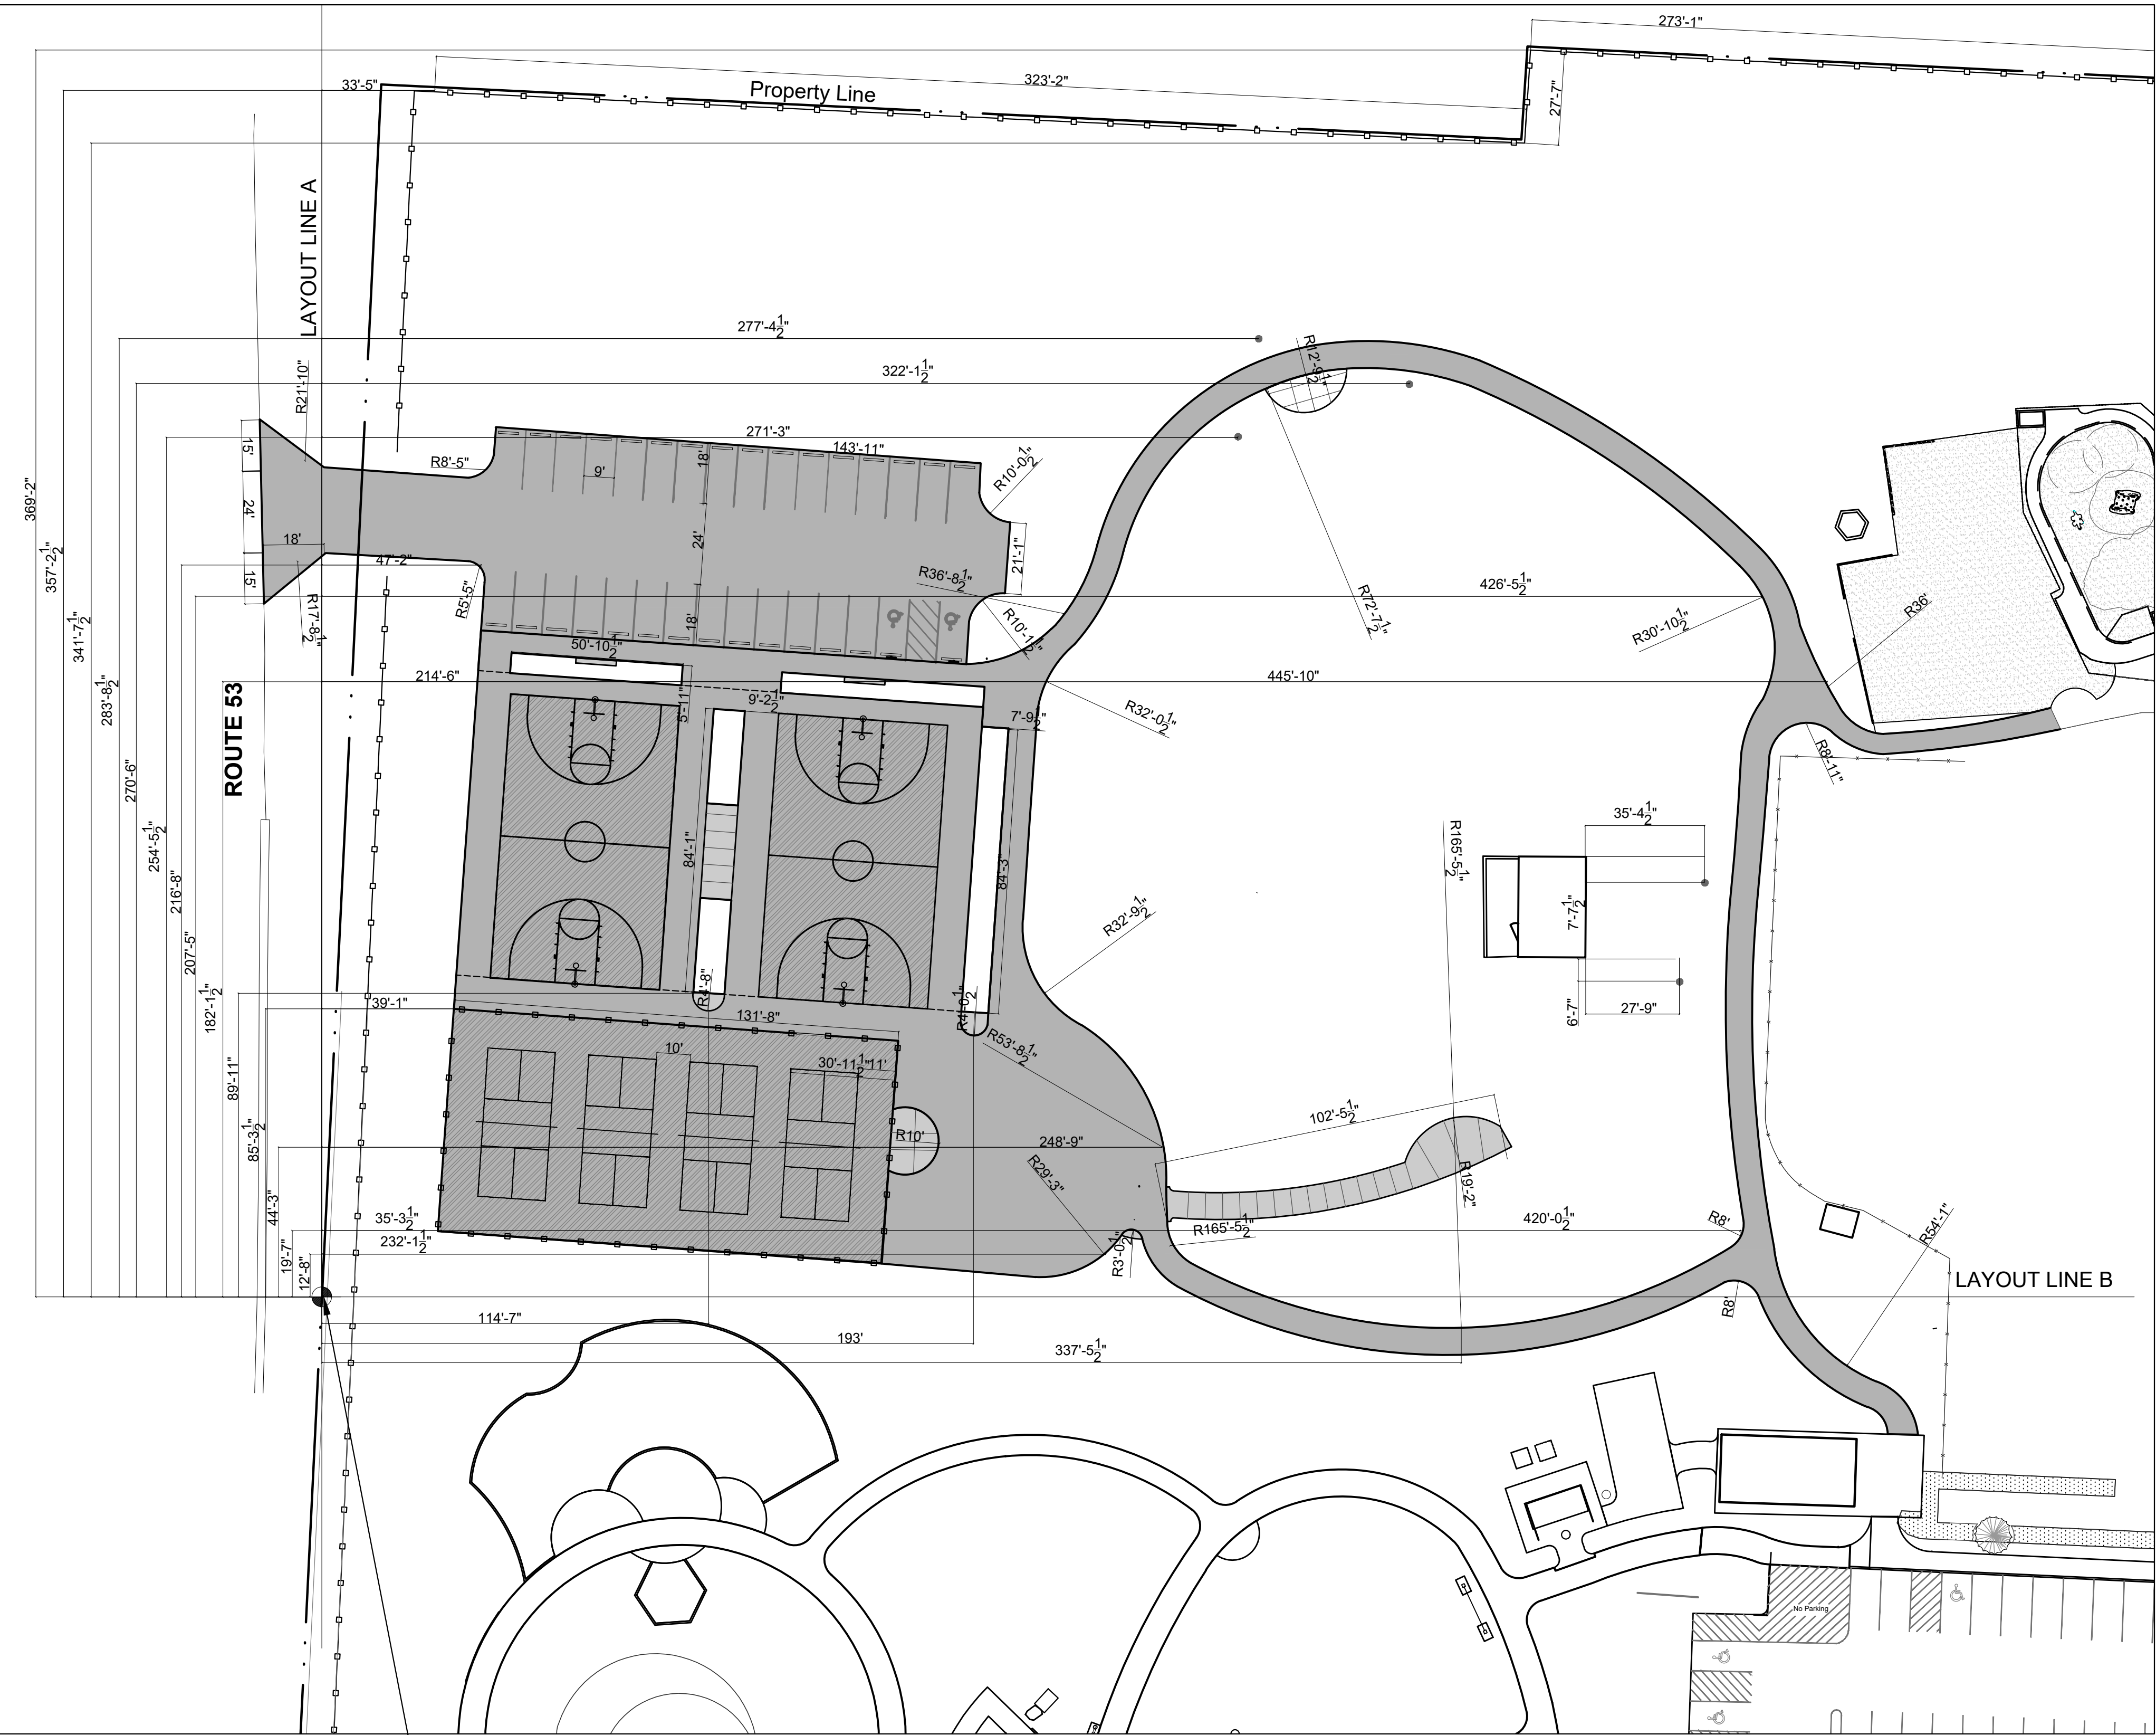 273'-1"
33'-5"
323'-2"
Property Line
27'-7"
LAYOUT LINE A
277'-4 1/2"
R12'-9 1/2"
322'-1 1/2"
R21'-10"
271'-3"
143'-11"
15'
R8'-5"
9'
18'
R10'-0 1/2"
369'-2"
24'
24'
18'
21'-1"
357'-2 1/2"
47'-2"
15'
R5'-5"
R36'-8 1/2"
426'-5 1/2"
R72'-7 1/2"
R36'
R17'-8 1/2"
18'
R10'-1 1/2"
R30'-10 1/2"
341'-7 1/2"
50'-10 1/2"
214'-6"
445'-10"
283'-8 1/2"
ROUTE 53
5'-11"
9'-2 1/2"
7'-9 1/2"
R32'-0 1/2"
R8'-11"
270'-6"
254'-5 1/2"
35'-4 1/2"
84'-1"
84'-3"
R165'-5 1/2"
216'-8"
R32'-9 1/2"
7'-7 1/2"
207'-5"
182'-1 1/2"
39'-1"
R4'-8"
R4'-0 1/2"
131'-8"
6'-7"
27'-9"
89'-11"
10'
30'-11 1/2"
11'
R53'-8 1/2"
85'-3 1/2"
R10'
248'-9"
102'-5 1/2"
R29'-3"
R19'-2"
44'-3"
35'-3 1/2"
R165'-5 1/2"
420'-0 1/2"
R8'
R54'-1"
19'-7"
232'-1 1/2"
R3'-0 1/2"
12'-8"
LAYOUT LINE B
R8'
114'-7"
193'
337'-5 1/2"
No Parking